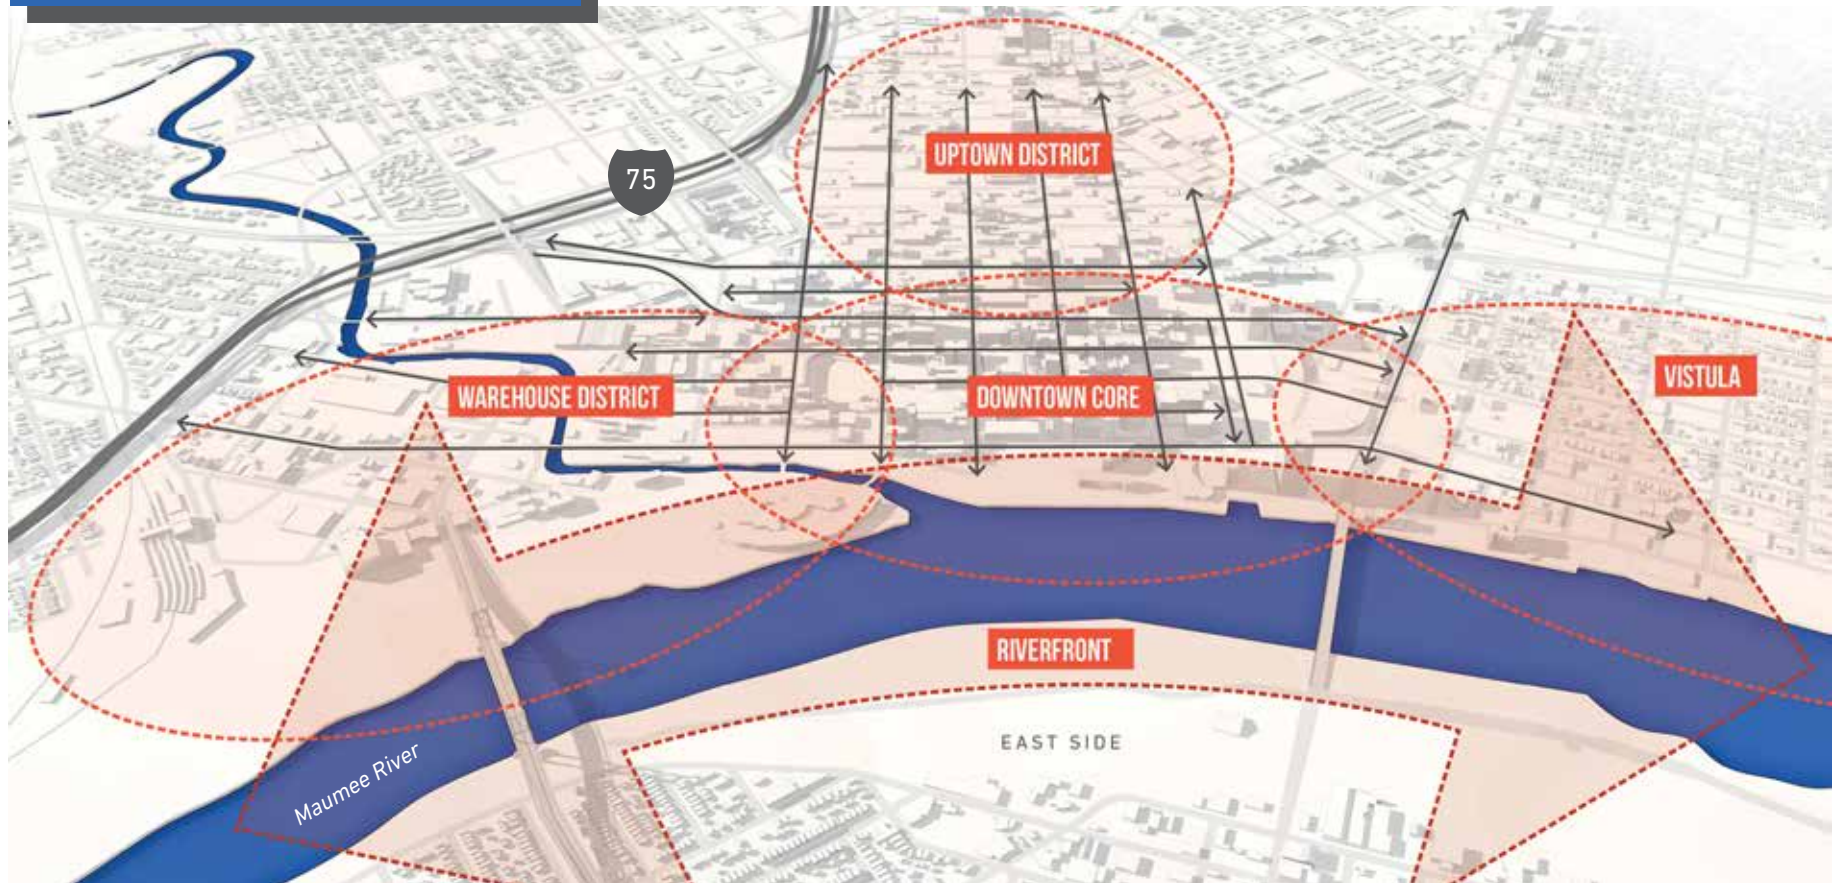 75
UPTOWN DISTRICT
WAREHOUSE DISTRICT
DOWNTOWN CORE
VISTULA
RIVERFRONT
EAST SIDE
Maumee River